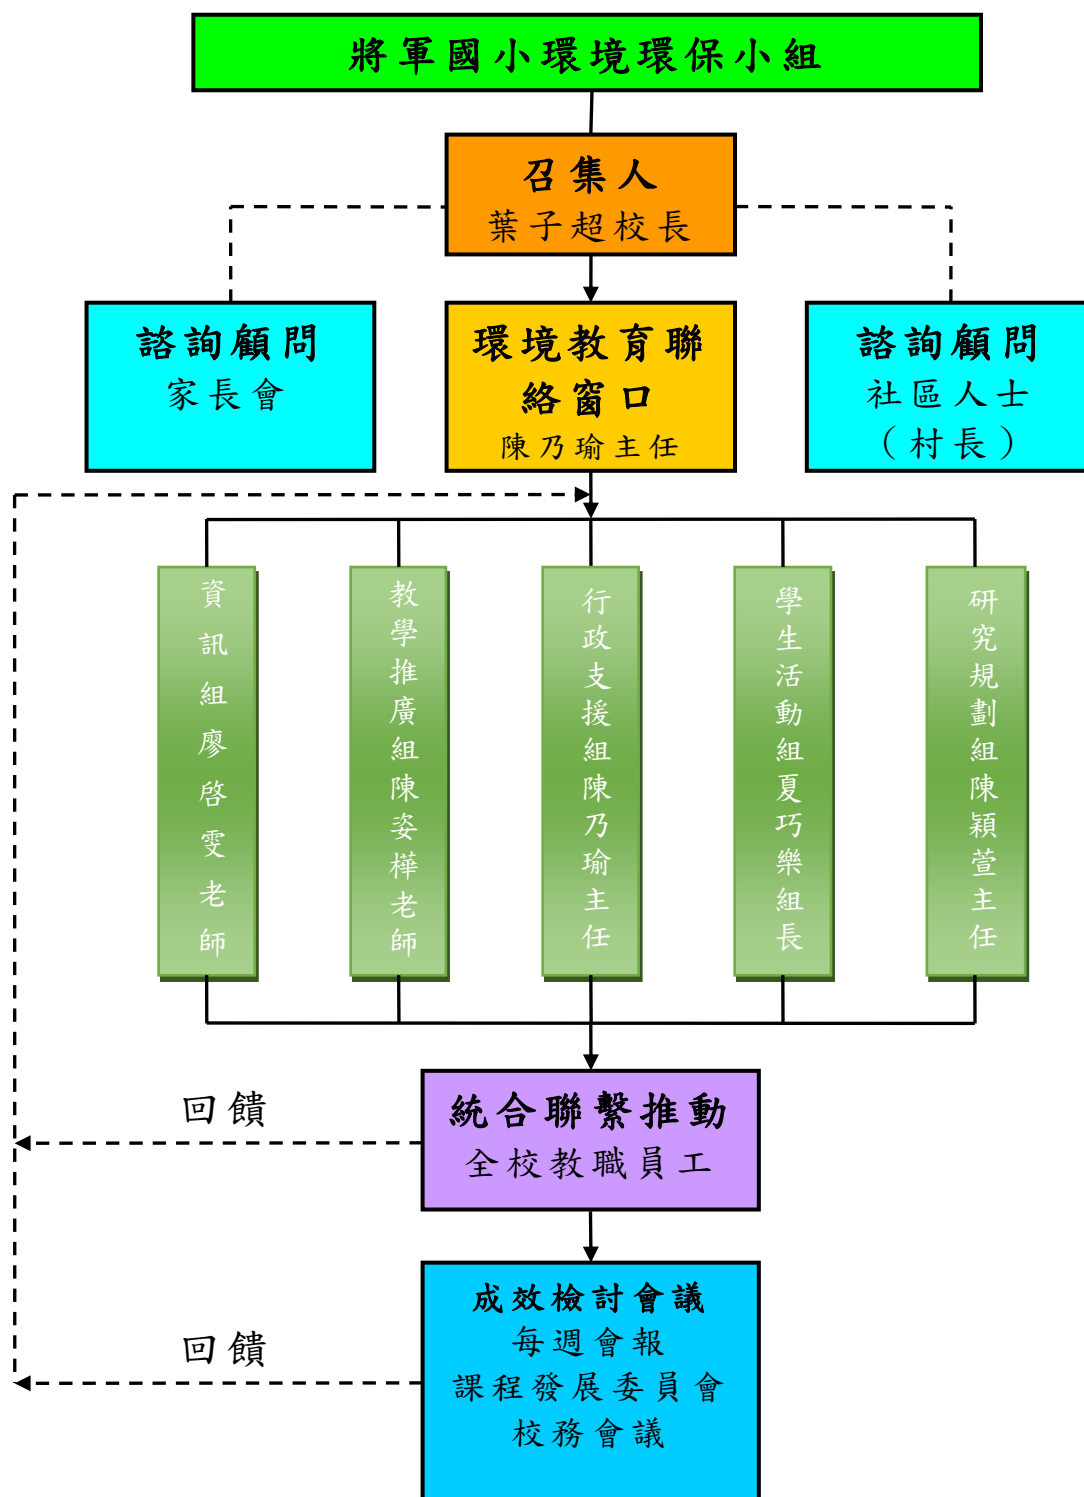 將軍國小環境環保小組
召集人
葉子超校長
諮詢顧問
家長會
環境教育聯
絡窗口
陳乃瑜主任
諮詢顧問
社區人士
（村長）
資訊組廖啓雯老師
教學推廣組陳姿樺老師
行政支援組陳乃瑜主任
學生活動組夏巧樂組長
研究規劃組陳穎萱主任
回饋
統合聯繫推動
全校教職員工
回饋
成效檢討會議
每週會報
課程發展委員會
校務會議